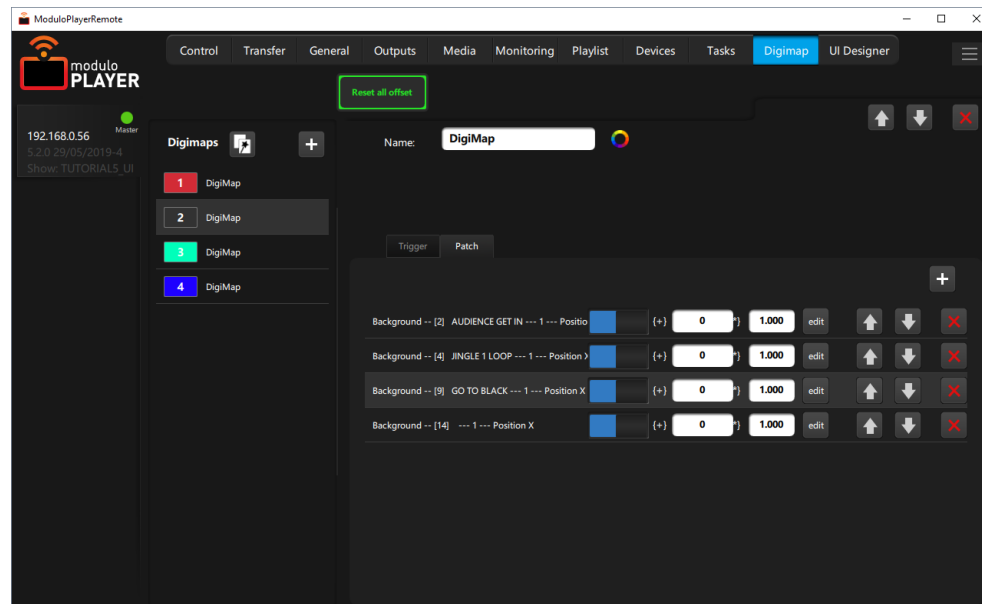 ModuloPlayerRemote
modulo
PLAYER
Control Transfer General Outputs Media Monitoring Playlist Devices Tasks Digimap UI Designer
Reset all offset
192.168.0.56 Master
5.2.0 29/05/2019-4
Show: TUTORIALS_UI
Digimaps +
1 DigiMap
2 DigiMap
3 DigiMap
4 DigiMap
Name: DigiMap
Trigger Patch
+
Background -- [2] AUDIENCE GET IN --- 1 --- Positio {+} 0 *} 1.000 edit
Background -- [4] JINGLE 1 LOOP --- 1 --- Position X {+} 0 *} 1.000 edit
Background -- [9] GO TO BLACK --- 1 --- Position X {+} 0 *} 1.000 edit
Background -- [14] --- 1 --- Position X {+} 0 *} 1.000 edit